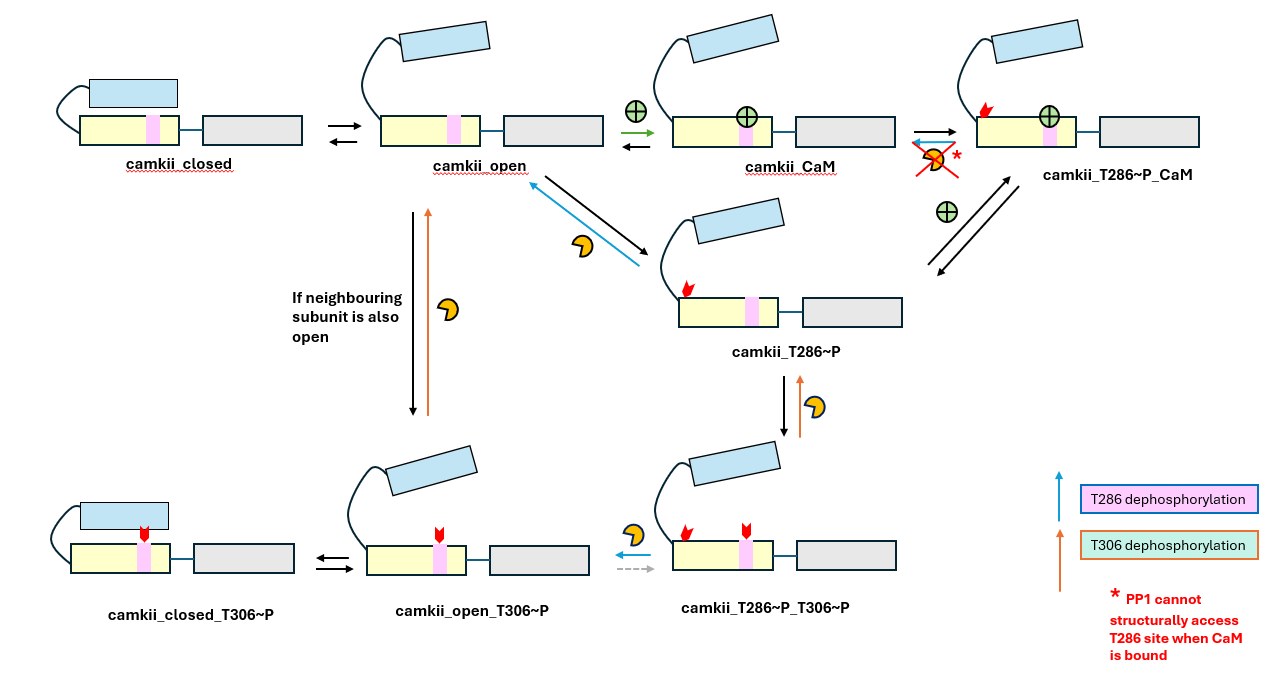 camkii_closed
camkii_open
camkii_CaM
*
camkii_T286~P_CaM
If neighbouring
subunit is also
open
camkii_T286~P
camkii_closed_T306~P
camkii_open_T306~P
camkii_T286~P_T306~P
T286 dephosphorylation
T306 dephosphorylation
* PP1 cannot
structurally access
T286 site when CaM
is bound